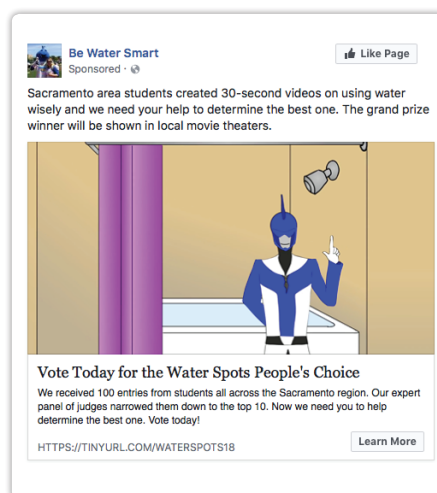 Be Water Smart
Like Page
Sponsored ·
Sacramento area students created 30-second videos on using water
wisely and we need your help to determine the best one. The grand prize
winner will be shown in local movie theaters.
Vote Today for the Water Spots People's Choice
We received 100 entries from students all across the Sacramento region. Our expert
panel of judges narrowed them down to the top 10. Now we need you to help
determine the best one. Vote today!
HTTPS://TINYURL.COM/WATERSPOTS18
Learn More